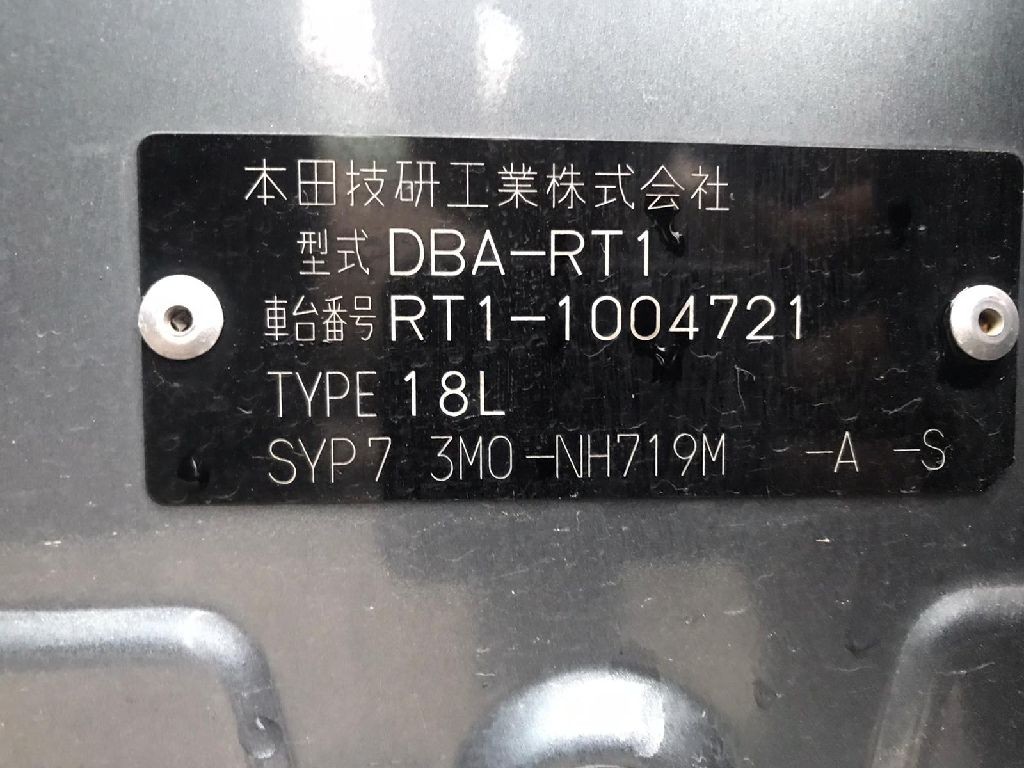 本田技研工業株式会社
型式 DBA-RT1
車台番号 RT1-1004721
TYPE 18L
SYP7 3M0-NH719M -A -S